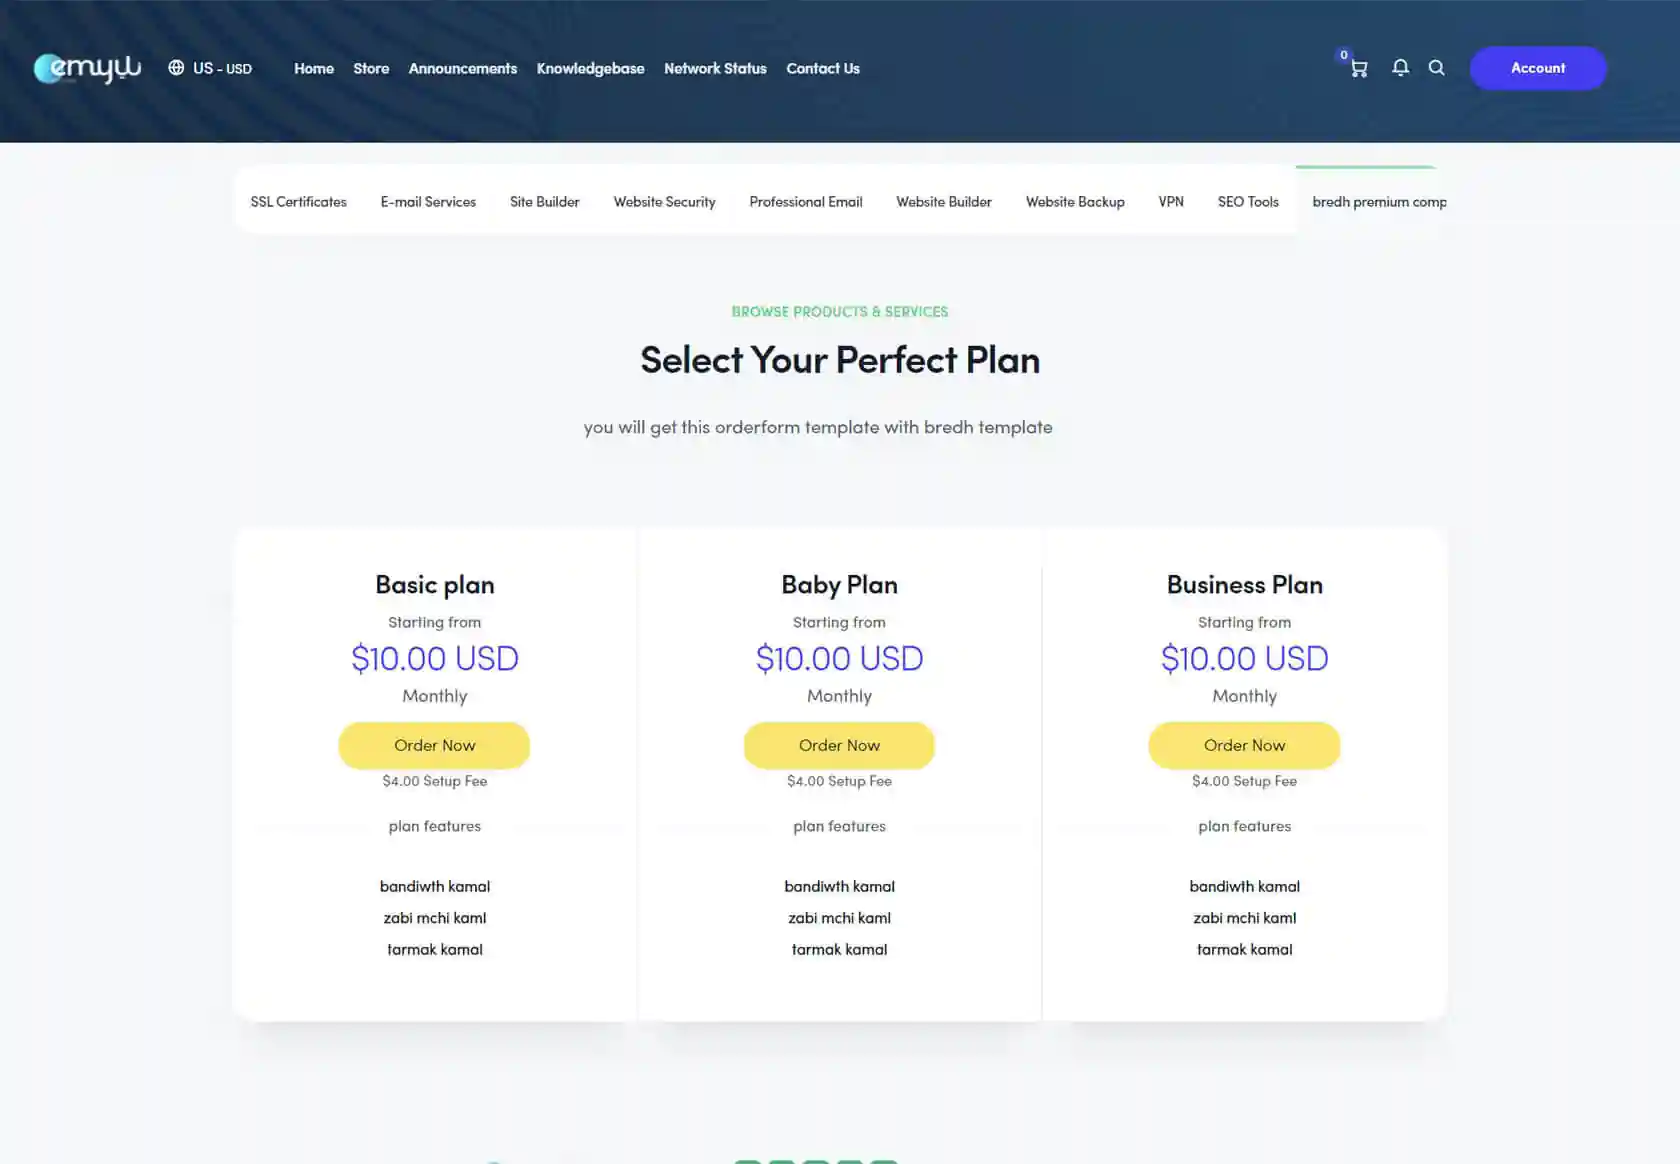 emyui
US - USD
Home
Store
Announcements
Knowledgebase
Network Status
Contact Us
0
Account
SSL Certificates
E-mail Services
Site Builder
Website Security
Professional Email
Website Builder
Website Backup
VPN
SEO Tools
bredh premium comp
BROWSE PRODUCTS & SERVICES
Select Your Perfect Plan
you will get this orderform template with bredh template
Basic plan
Starting from
$10.00 USD
Monthly
Order Now
$4.00 Setup Fee
plan features
bandiwth kamal
zabi mchi kaml
tarmak kamal
Baby Plan
Starting from
$10.00 USD
Monthly
Order Now
$4.00 Setup Fee
plan features
bandiwth kamal
zabi mchi kaml
tarmak kamal
Business Plan
Starting from
$10.00 USD
Monthly
Order Now
$4.00 Setup Fee
plan features
bandiwth kamal
zabi mchi kaml
tarmak kamal